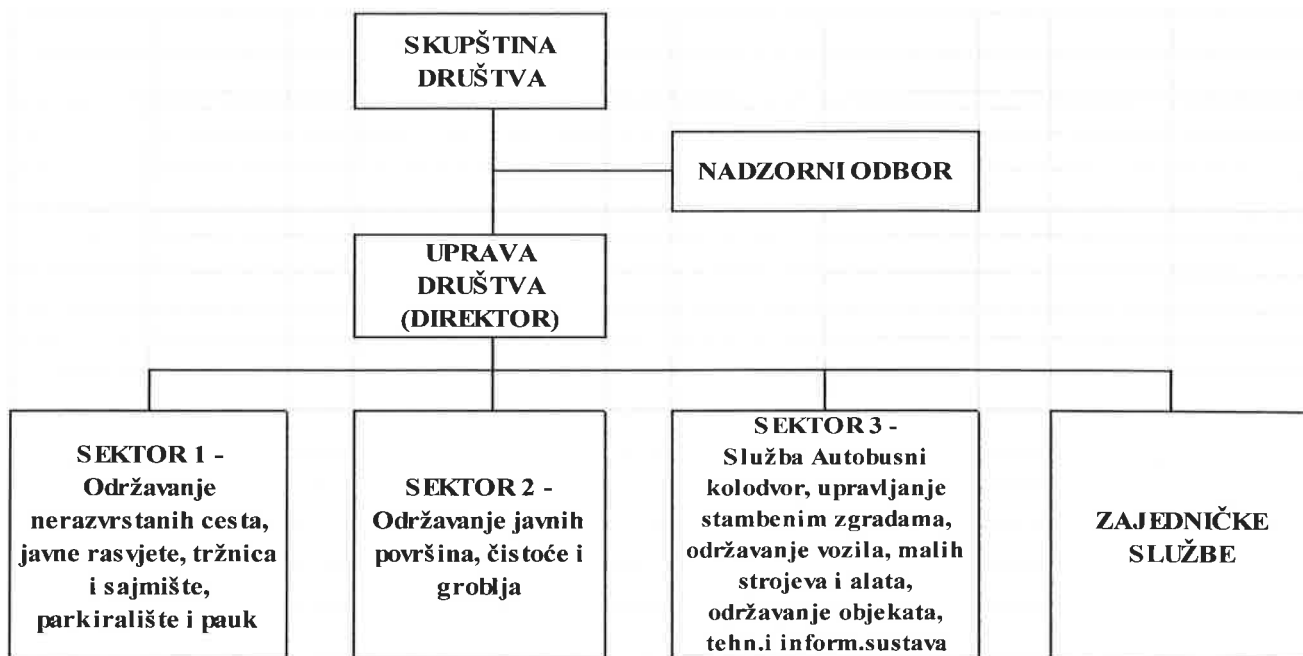 SKUPŠTINA
DRUŠTVA
NADZORNI ODBOR
UPRAVA
DRUŠTVA
(DIREKTOR)
SEKTOR 1 -
Održavanje
nerazvrstanih cesta,
javne rasvjete, tržnica
i sajmište,
parkiralište i pauk
SEKTOR 2 -
Održavanje javnih
površina, čistoće i
groblja
SEKTOR 3 -
Služba Autobusni
kolodvor, upravljanje
stambenim zgradama,
održavanje vozila, malih
strojeva i alata,
održavanje objekata,
tehn.i inform.sustava
ZAJEDNIČKE
SLUŽBE